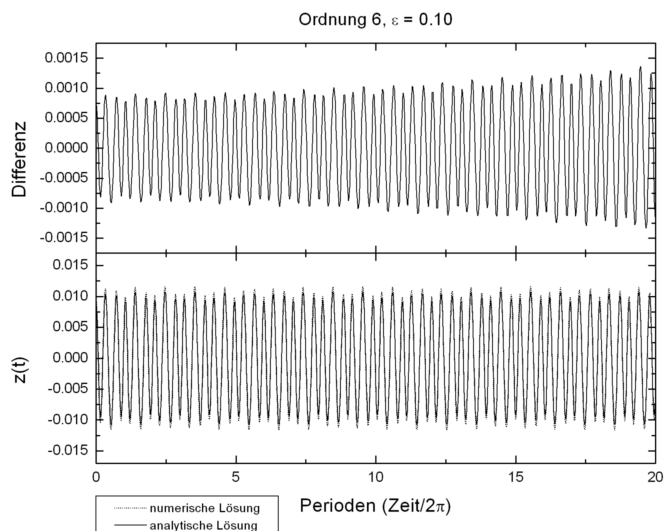 Ordnung 6, ε = 0.10
Differenz
0.0015
0.0010
0.0005
0.0000
-0.0005
-0.0010
-0.0015
z(t)
0.015
0.010
0.005
0.000
-0.005
-0.010
-0.015
0 5 10 15 20
Perioden (Zeit/2π)
numerische Lösung
analytische Lösung